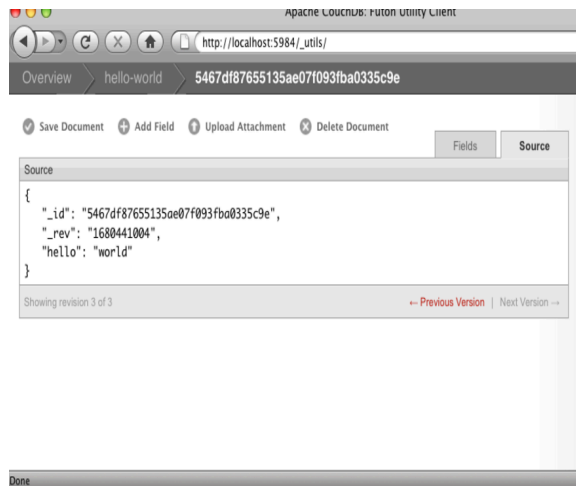 Apache CouchDB: Futon Utility Client
http://localhost:5984/_utils/
Overview hello-world 5467df87655135ae07f093fba0335c9e
Save Document Add Field Upload Attachment Delete Document
Fields Source
Source
{
"_id": "5467df87655135ae07f093fba0335c9e",
"_rev": "1680441004",
"hello": "world"
}
Showing revision 3 of 3 ← Previous Version | Next Version →
Done